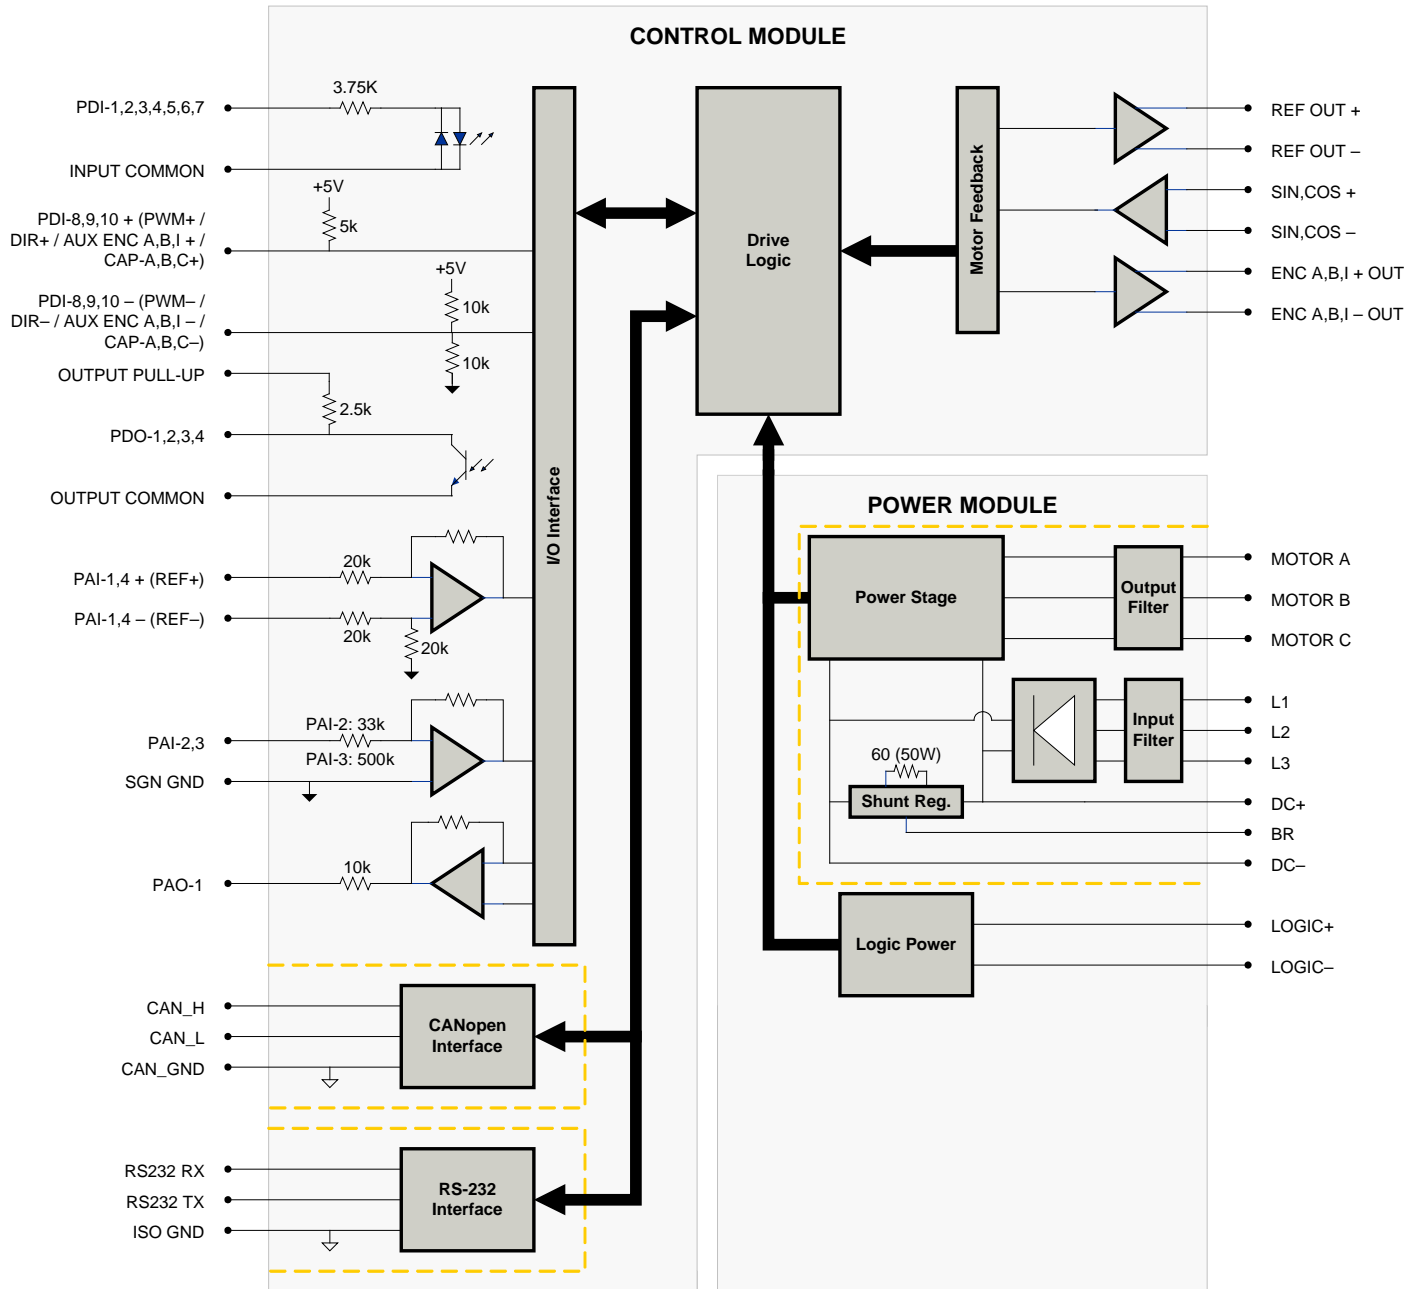 CONTROL MODULE
PDI-1,2,3,4,5,6,7
3.75K
INPUT COMMON
+5V
5k
PDI-8,9,10 + (PWM+ /
DIR+ / AUX ENC A,B,I + /
CAP-A,B,C+)
+5V
10k
10k
PDI-8,9,10 – (PWM– /
DIR– / AUX ENC A,B,I – /
CAP-A,B,C–)
OUTPUT PULL-UP
2.5k
PDO-1,2,3,4
OUTPUT COMMON
PAI-1,4 + (REF+)
20k
PAI-1,4 – (REF–)
20k
20k
PAI-2,3
PAI-2: 33k
PAI-3: 500k
SGN GND
PAO-1
10k
I/O Interface
Drive
Logic
Motor Feedback
REF OUT +
REF OUT –
SIN,COS +
SIN,COS –
ENC A,B,I + OUT
ENC A,B,I – OUT
CAN_H
CAN_L
CAN_GND
CANopen
Interface
RS232 RX
RS232 TX
ISO GND
RS-232
Interface
POWER MODULE
Power Stage
Output
Filter
MOTOR A
MOTOR B
MOTOR C
Input
Filter
L1
L2
L3
60 (50W)
Shunt Reg.
DC+
BR
DC–
Logic Power
LOGIC+
LOGIC–